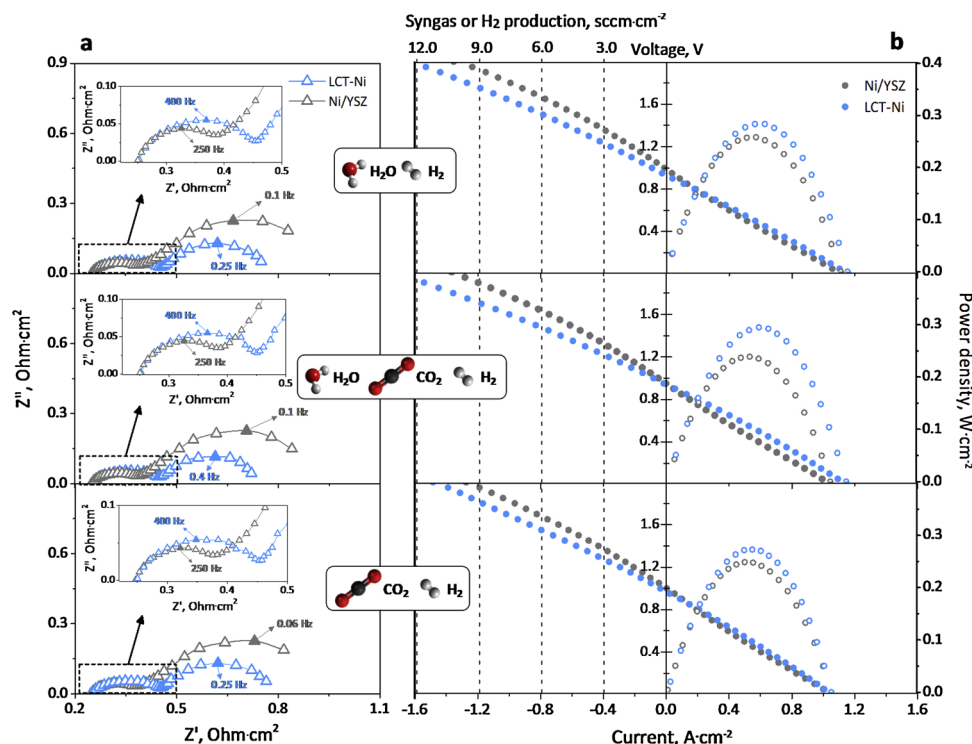 Syngas or H2 production, sccm·cm⁻²
a
12.0 9.0 6.0 3.0 Voltage, V
b
0.9
0.6
0.3
0.0
0.6
0.3
0.0
0.6
0.3
0.0
Z'', Ohm·cm²
LCT-Ni
Ni/YSZ
0.10
0.05
0.00
Z'', Ohm·cm²
400 Hz
250 Hz
0.3 0.4 0.5
Z', Ohm·cm²
0.1 Hz
0.25 Hz
H₂O H₂
0.10
0.05
0.00
Z'', Ohm·cm²
400 Hz
250 Hz
0.3 0.4 0.5
Z', Ohm·cm²
0.1 Hz
0.4 Hz
H₂O CO₂ H₂
0.1
0.0
Z'', Ohm·cm²
400 Hz
250 Hz
0.3 0.4 0.5
Z', Ohm·cm²
0.06 Hz
0.25 Hz
CO₂ H₂
0.2 0.5 0.8 1.1
Z', Ohm·cm²
Ni/YSZ
LCT-Ni
1.6
1.2
1.0
0.8
0.4
1.6
1.2
0.8
0.4
1.6
1.2
1.0
0.8
0.4
0.4
0.3
0.2
0.1
0.0
0.3
0.2
0.1
0.0
0.3
0.2
0.1
0.0
Power density, W·cm⁻²
-1.6 -1.2 -0.8 -0.4 0.0 0.4 0.8 1.2 1.6
Current, A·cm⁻²